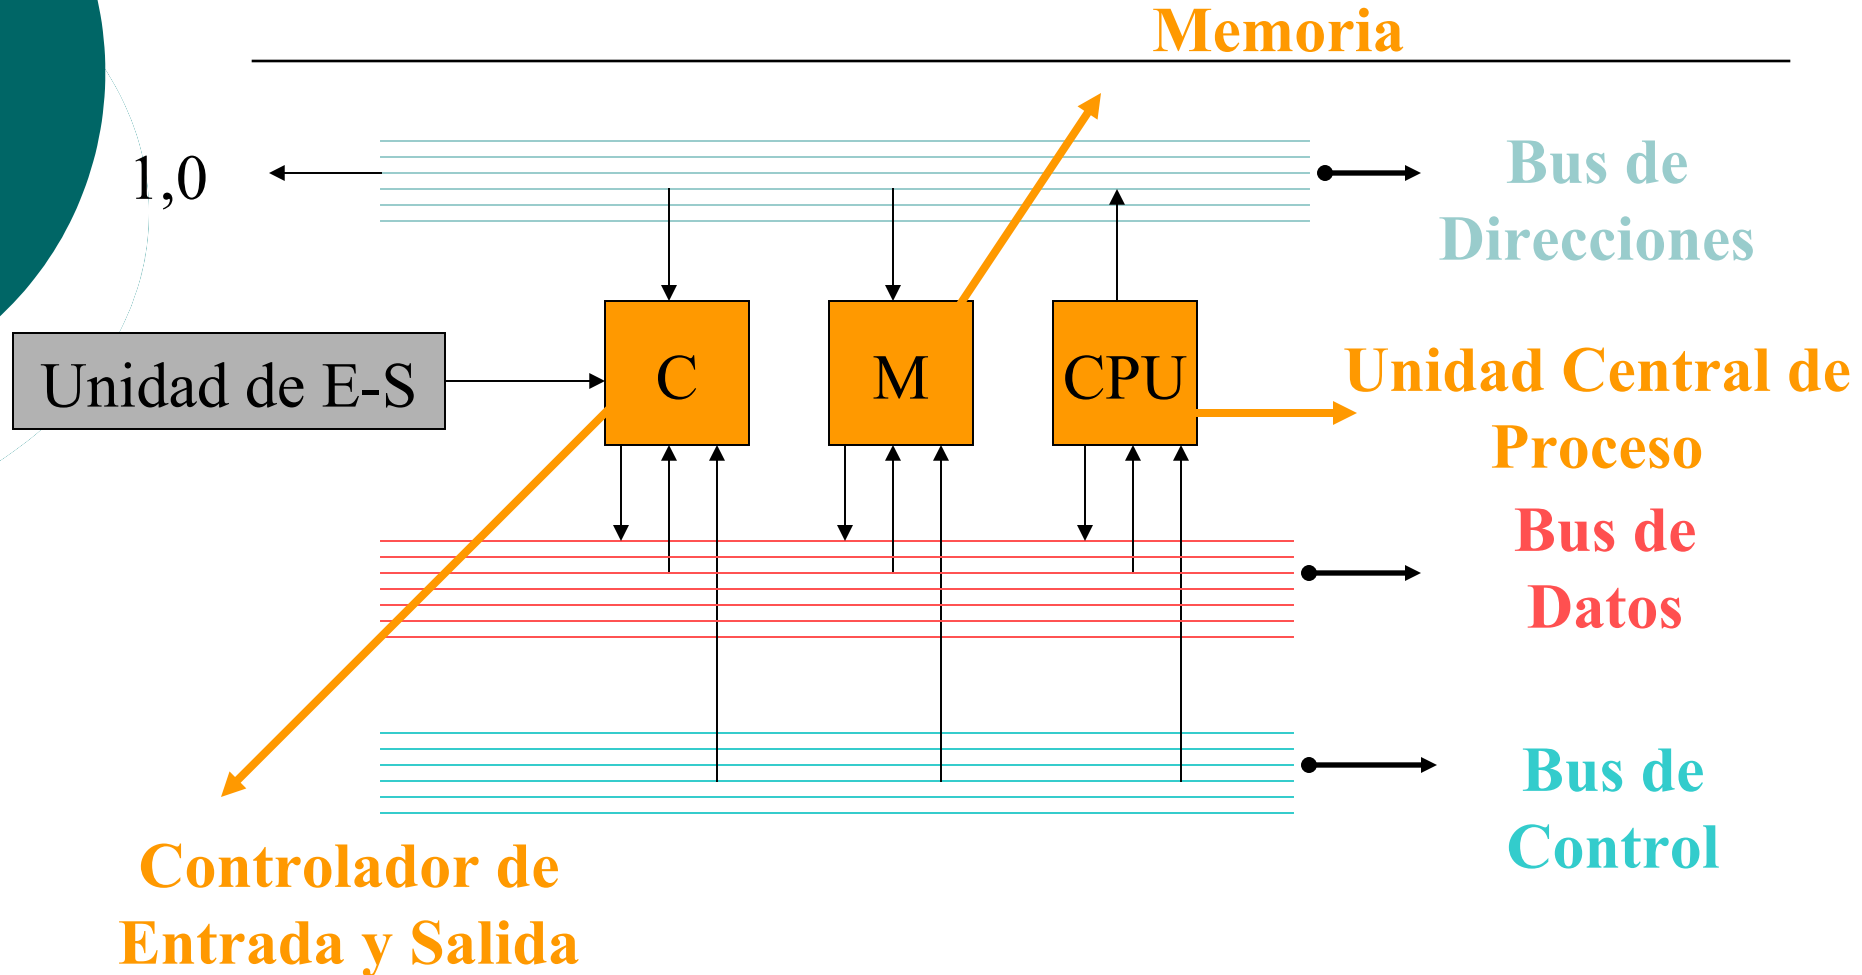 Memoria
1,0
Bus de
Direcciones
Unidad de E-S
C
M
CPU
Unidad Central de
Proceso
Bus de
Datos
Bus de
Control
Controlador de
Entrada y Salida